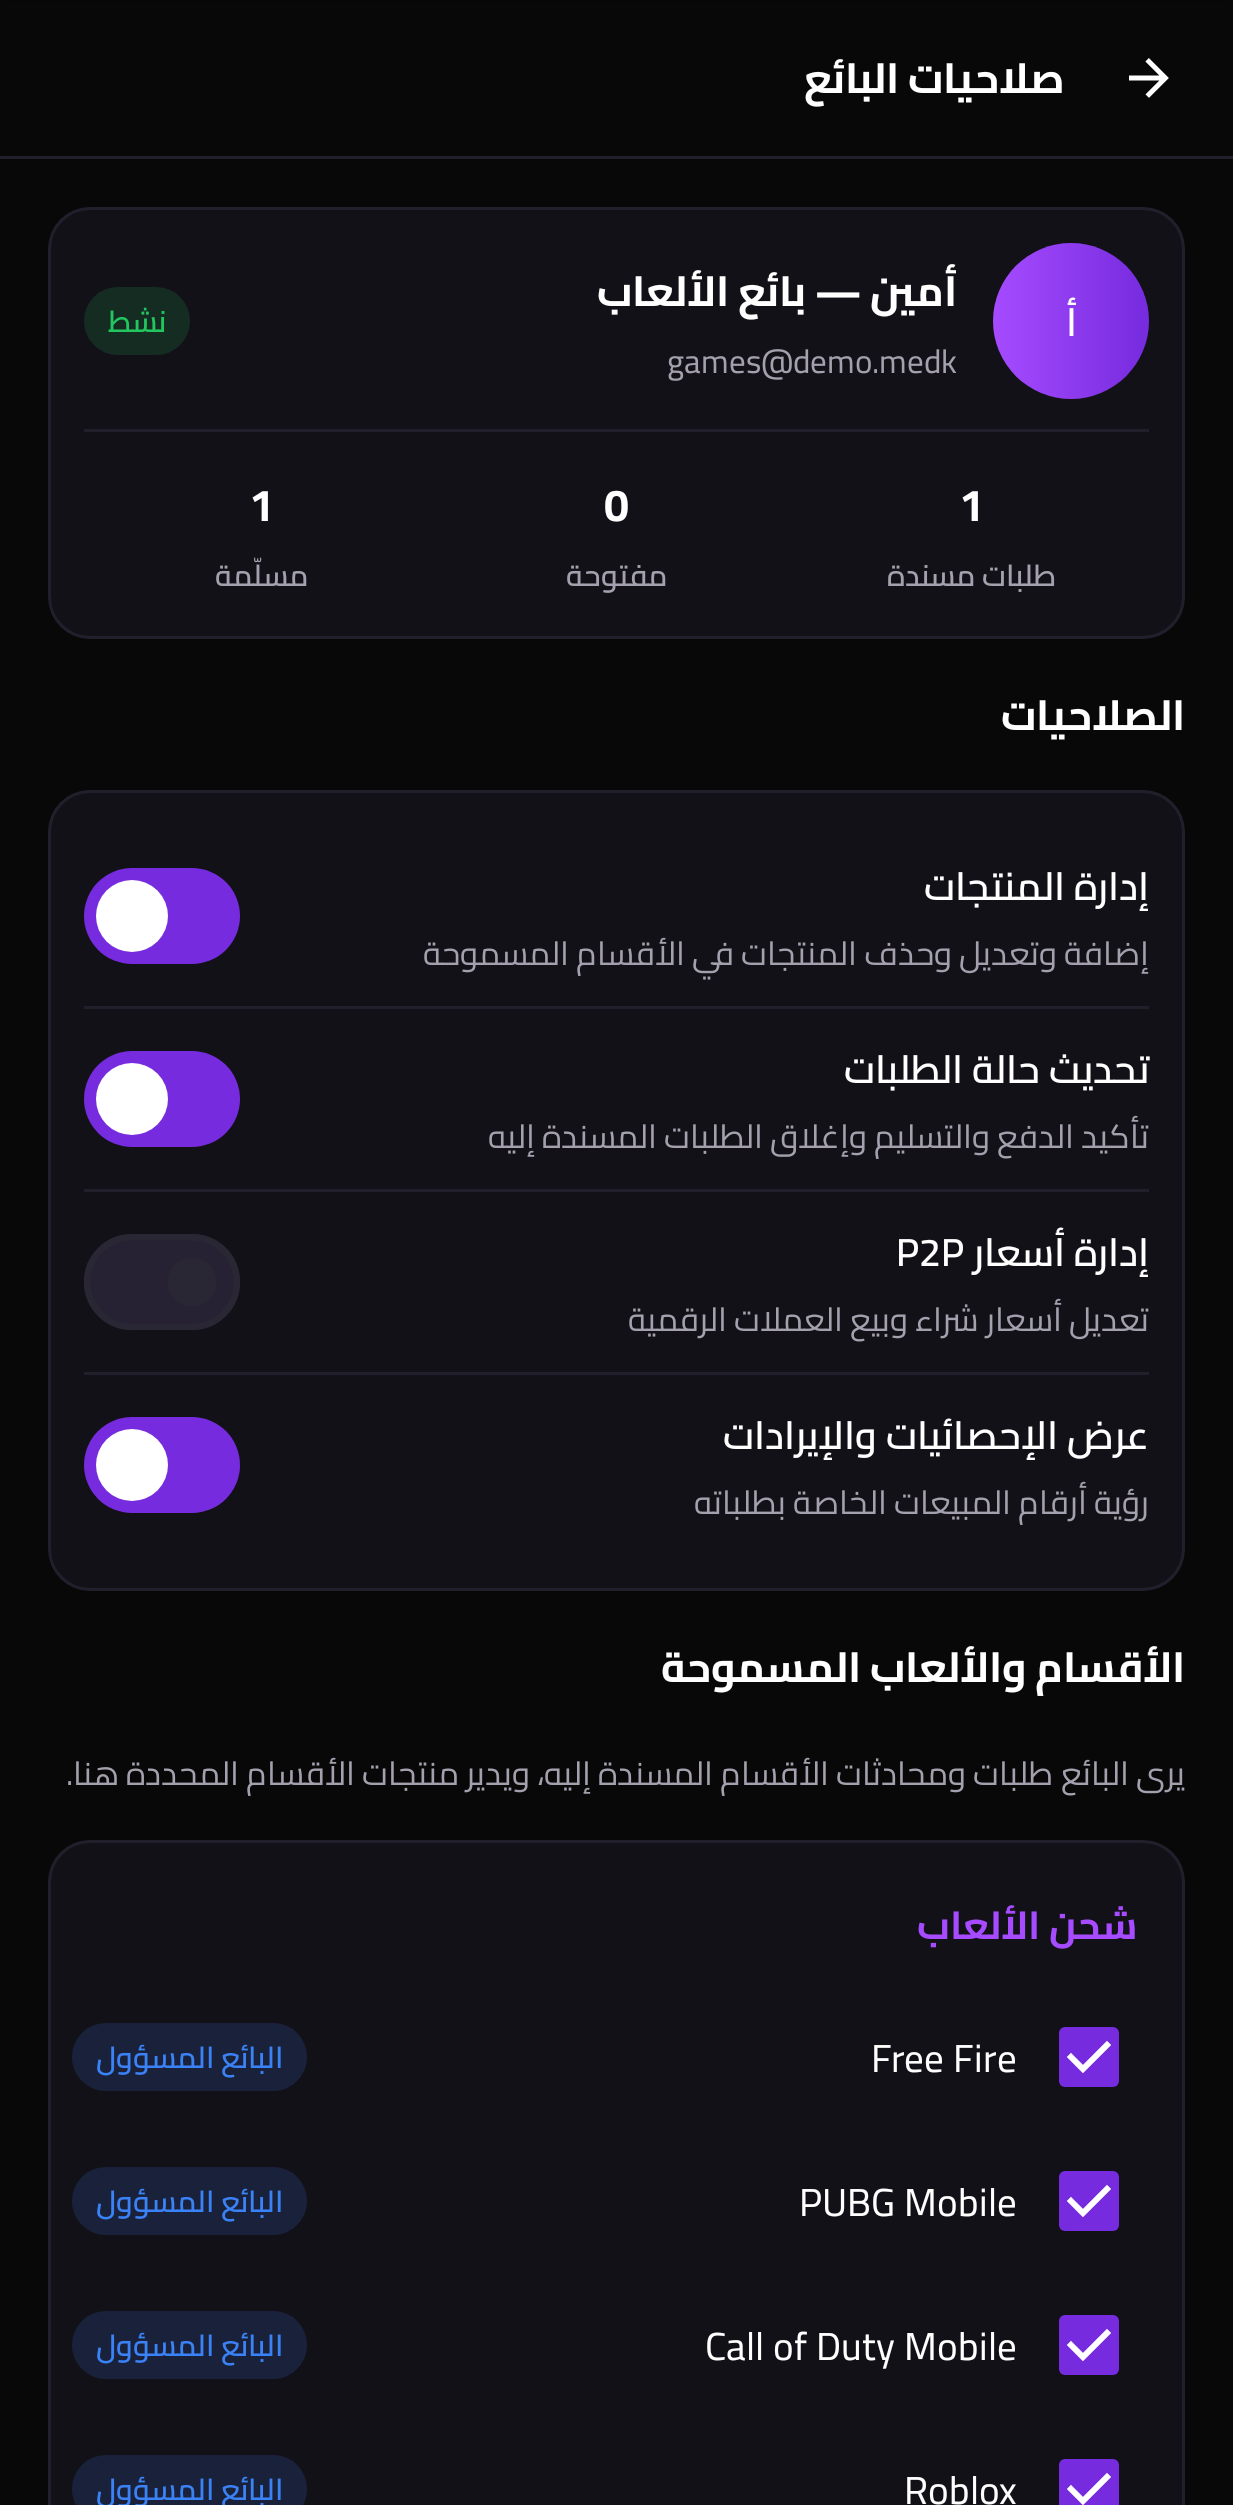 صلاحيات البائع
أ
أمين — بائع الألعاب
نشط
games@demo.medk
1 0 1
طلبات مسندة مفتوحة مسلّمة
الصلاحيات
إدارة المنتجات
إضافة وتعديل وحذف المنتجات في الأقسام المسموحة
تحديث حالة الطلبات
تأكيد الدفع والتسليم وإغلاق الطلبات المسندة إليه
إدارة أسعار P2P
تعديل أسعار شراء وبيع العملات الرقمية
عرض الإحصائيات والإيرادات
رؤية أرقام المبيعات الخاصة بطلباته
الأقسام والألعاب المسموحة
يرى البائع طلبات ومحادثات الأقسام المسندة إليه، ويدير منتجات الأقسام المحددة هنا.
شحن الألعاب
Free Fire البائع المسؤول
PUBG Mobile البائع المسؤول
Call of Duty Mobile البائع المسؤول
Roblox البائع المسؤول